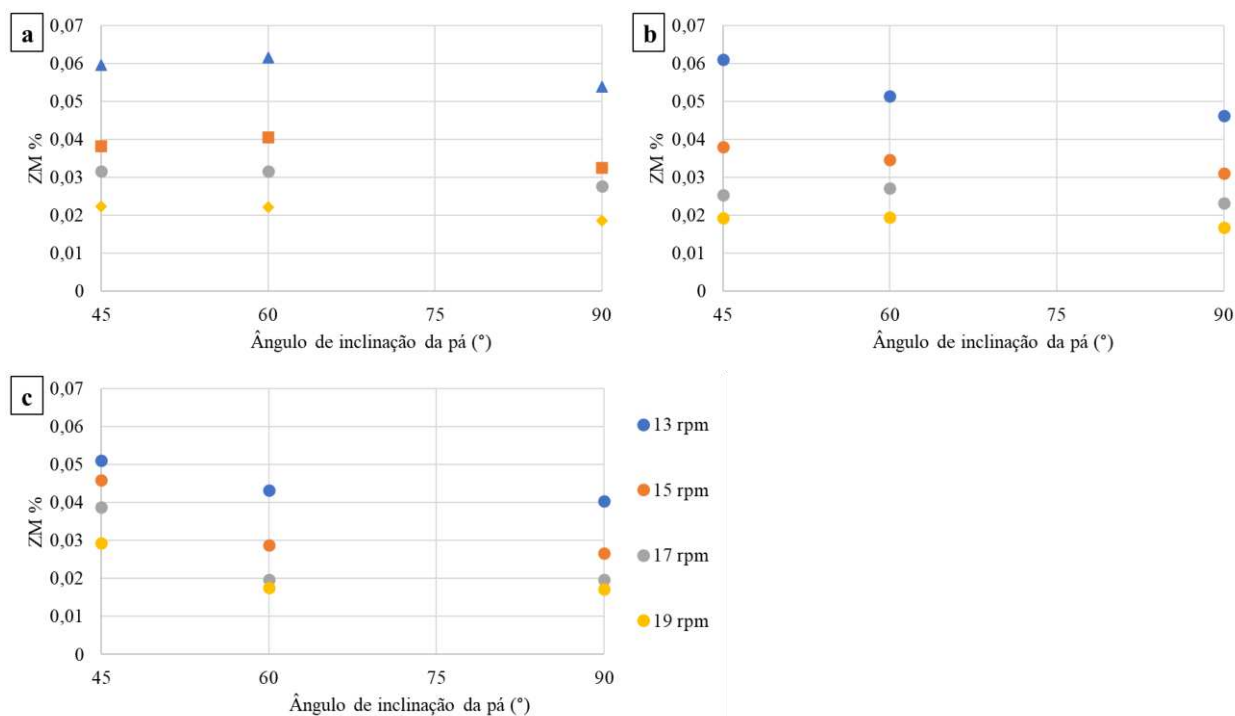 a
0,07
0,06
0,05
0,04
0,03
0,02
0,01
0
ZM %
45 60 75 90
Ângulo de inclinação da pá (°)
b
0,07
0,06
0,05
0,04
0,03
0,02
0,01
0
ZM %
45 60 75 90
Ângulo de inclinação da pá (°)
c
0,07
0,06
0,05
0,04
0,03
0,02
0,01
0
ZM %
45 60 75 90
Ângulo de inclinação da pá (°)
13 rpm
15 rpm
17 rpm
19 rpm